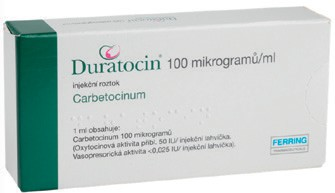 Duratocin® 100 mikrogramů/ml
injekční roztok
Carbetocinum
1 ml obsahuje:
Carbetocinum 100 mikrogramů
(Oxytocinová aktivita přibl. 50 IU/ injekční lahvička,
Vasopresorická aktivita <0,025 IU/ injekční lahvička).
FERRING